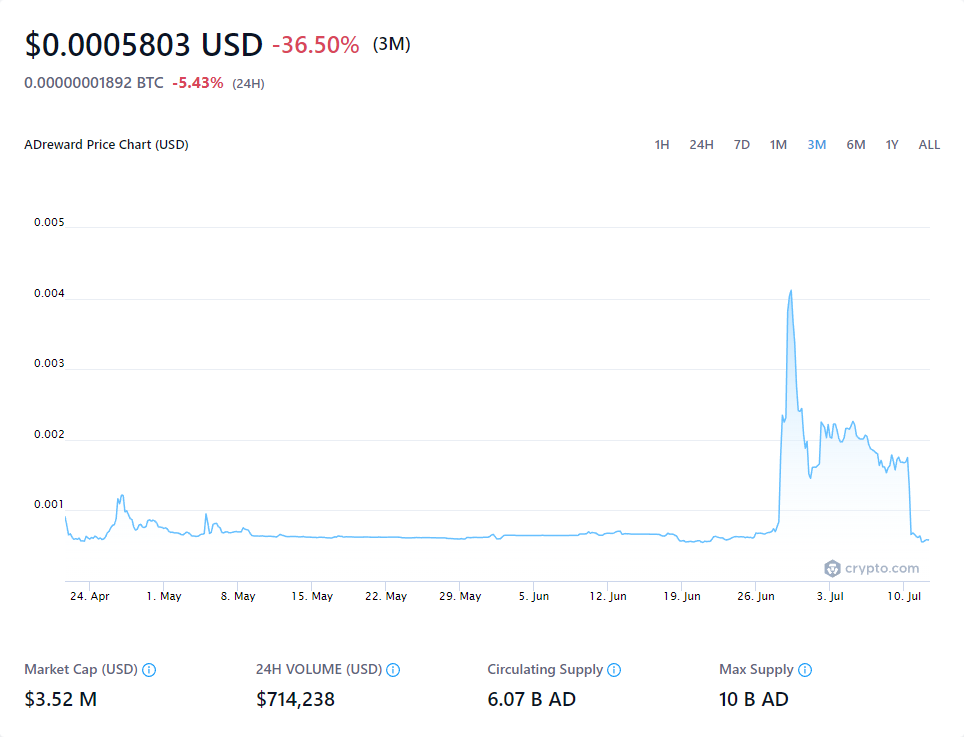 $0.0005803 USD -36.50% (3M)
0.00000001892 BTC -5.43% (24H)
ADreward Price Chart (USD) 1H 24H 7D 1M 3M 6M 1Y ALL
0.005
0.004
0.003
0.002
0.001
crypto.com
24. Apr 1. May 8. May 15. May 22. May 29. May 5. Jun 12. Jun 19. Jun 26. Jun 3. Jul 10. Jul
Market Cap (USD) 24H VOLUME (USD) Circulating Supply Max Supply
$3.52 M $714,238 6.07 B AD 10 B AD